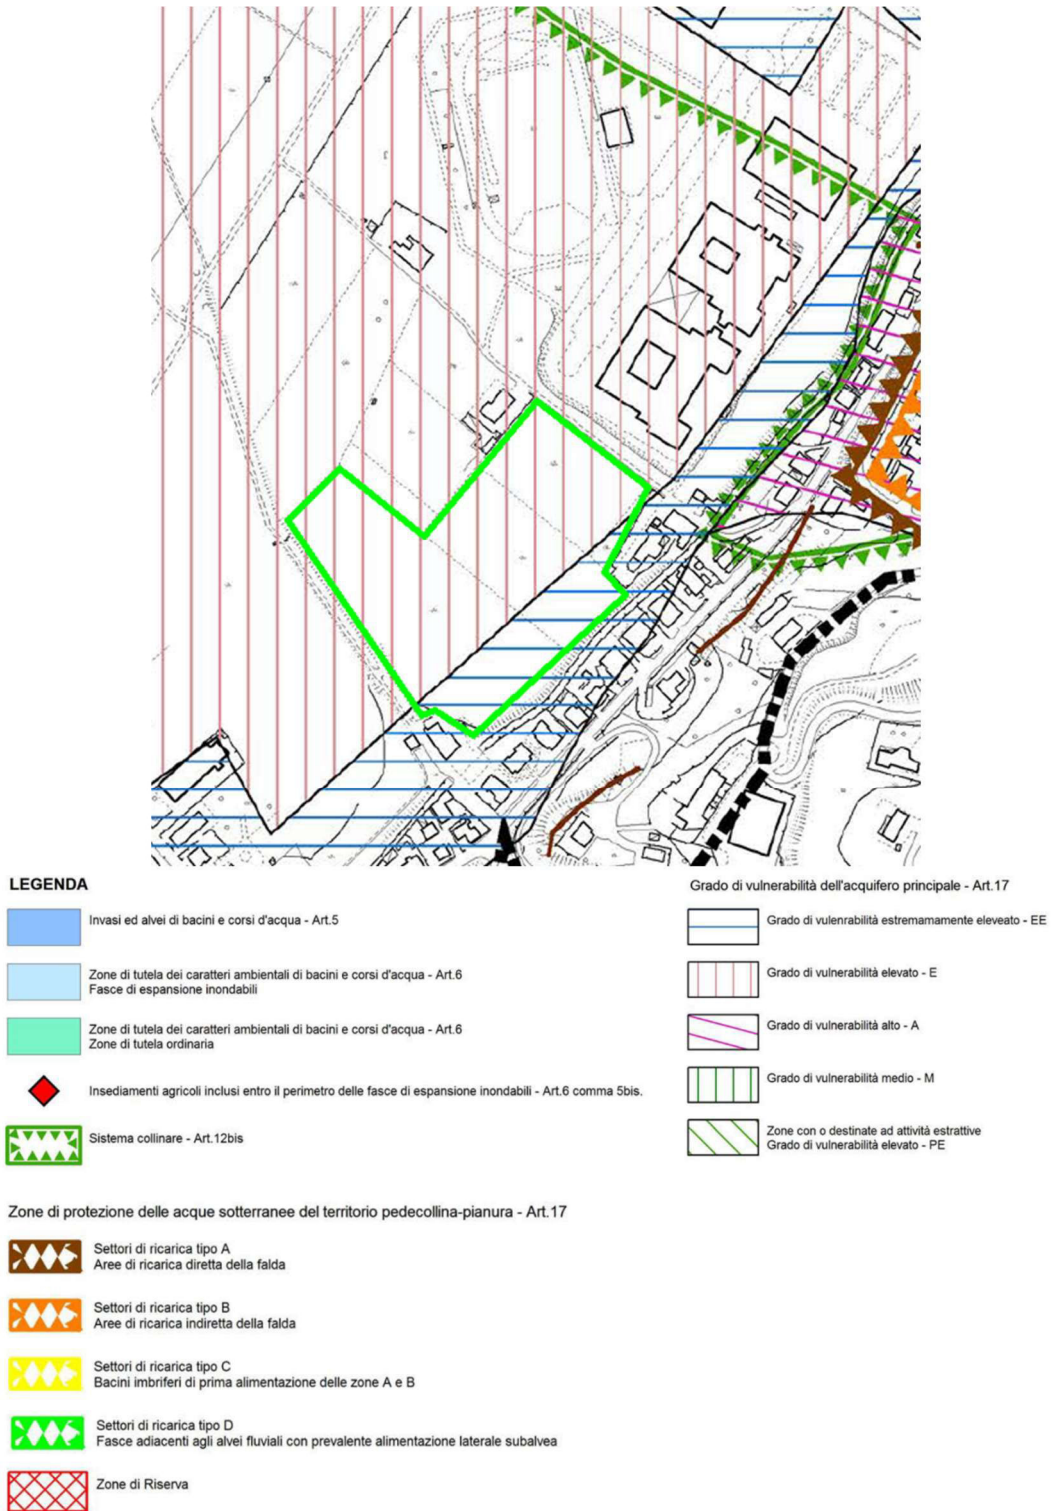 LEGENDA
Invasi ed alvei di bacini e corsi d'acqua - Art.5
Zone di tutela dei caratteri ambientali di bacini e corsi d'acqua - Art.6
Fasce di espansione inondabili
Zone di tutela dei caratteri ambientali di bacini e corsi d'acqua - Art.6
Zone di tutela ordinaria
Insediamenti agricoli inclusi entro il perimetro delle fasce di espansione inondabili - Art.6 comma 5bis.
Sistema collinare - Art.12bis
Grado di vulnerabilità dell'acquifero principale - Art.17
Grado di vulenrabilità estremamamente eleveato - EE
Grado di vulnerabilità elevato - E
Grado di vulnerabilità alto - A
Grado di vulnerabilità medio - M
Zone con o destinate ad attività estrattive
Grado di vulnerabilità elevato - PE
Zone di protezione delle acque sotterranee del territorio pedecollina-pianura - Art.17
Settori di ricarica tipo A
Aree di ricarica diretta della falda
Settori di ricarica tipo B
Aree di ricarica indiretta della falda
Settori di ricarica tipo C
Bacini imbriferi di prima alimentazione delle zone A e B
Settori di ricarica tipo D
Fasce adiacenti agli alvei fluviali con prevalente alimentazione laterale subalvea
Zone di Riserva